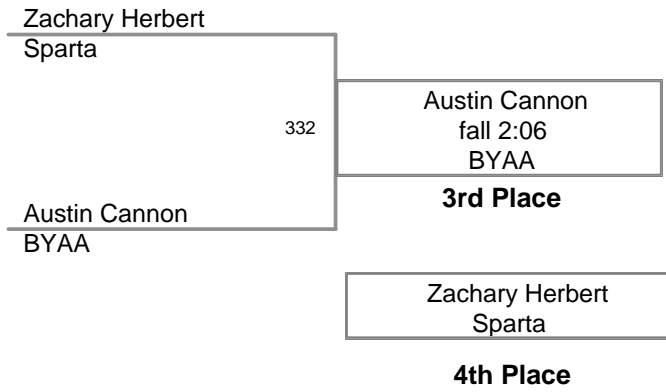 Zachary Herbert
Sparta
332
Austin Cannon
fall 2:06
BYAA
3rd Place
Austin Cannon
BYAA
Zachary Herbert
Sparta
4th Place